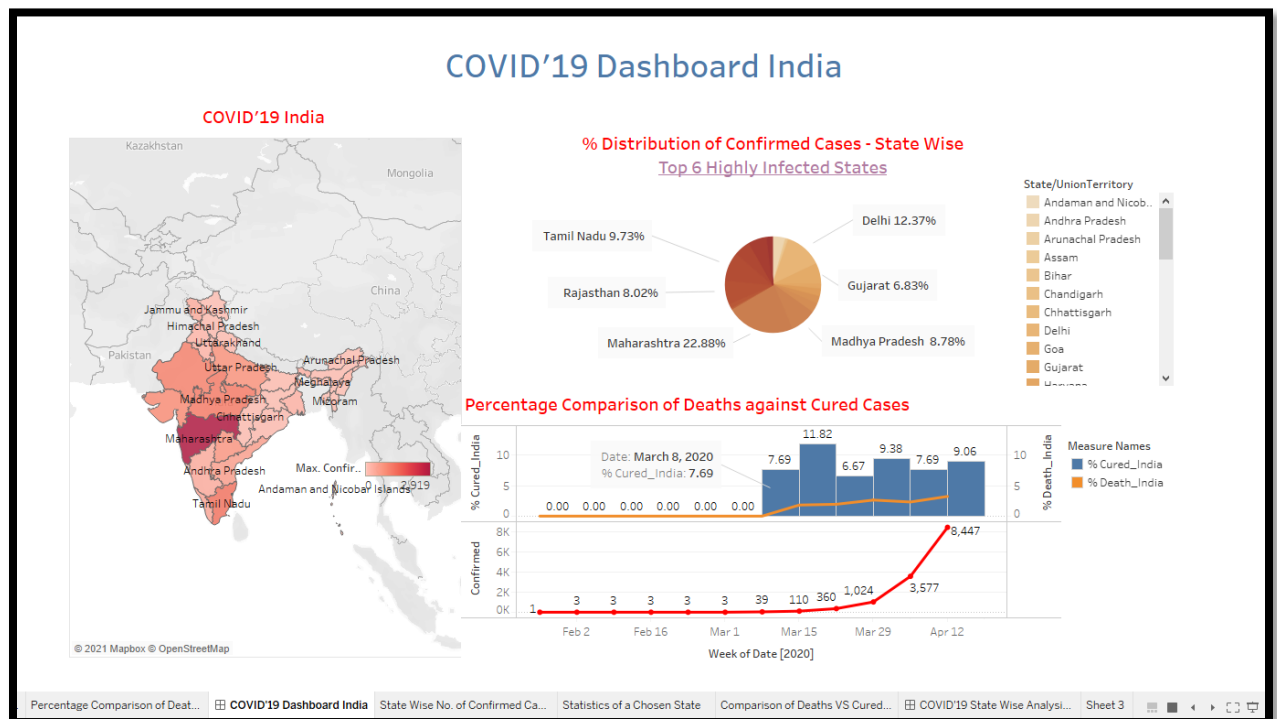 COVID'19 Dashboard India
COVID'19 India
Kazakhstan
Mongolia
China
Pakistan
Jammu and Kashmir
Himachal Pradesh
Uttarakhand
Uttar Pradesh
Arunachal Pradesh
Meghalaya
Madhya Pradesh
Mizoram
Chhattisgarh
Maharashtra
Andhra Pradesh
Max. Confir..
0
2,919
Andaman and Nicobar Islands
Tamil Nadu
© 2021 Mapbox © OpenStreetMap
% Distribution of Confirmed Cases - State Wise
Top 6 Highly Infected States
Delhi 12.37%
Tamil Nadu 9.73%
Gujarat 6.83%
Rajasthan 8.02%
Maharashtra 22.88%
Madhya Pradesh 8.78%
State/UnionTerritory
Andaman and Nicob..
Andhra Pradesh
Arunachal Pradesh
Assam
Bihar
Chandigarh
Chhattisgarh
Delhi
Goa
Gujarat
Haryana
Percentage Comparison of Deaths against Cured Cases
% Cured_India
10
5
0
Date: March 8, 2020
% Cured_India: 7.69
0.00 0.00 0.00 0.00 0.00 0.00
7.69 11.82 6.67 9.38 7.69 9.06
10
5
0
% Death_India
Measure Names
% Cured_India
% Death_India
Confirmed
8K
6K
4K
2K
0K
1 3 3 3 3 3 39 110 360 1,024 3,577 8,447
Feb 2 Feb 16 Mar 1 Mar 15 Mar 29 Apr 12
Week of Date [2020]
Percentage Comparison of Deat... COVID'19 Dashboard India State Wise No. of Confirmed Ca... Statistics of a Chosen State Comparison of Deaths VS Cured... COVID'19 State Wise Analysi... Sheet 3